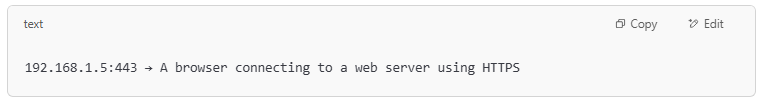 text Copy Edit
192.168.1.5:443 → A browser connecting to a web server using HTTPS